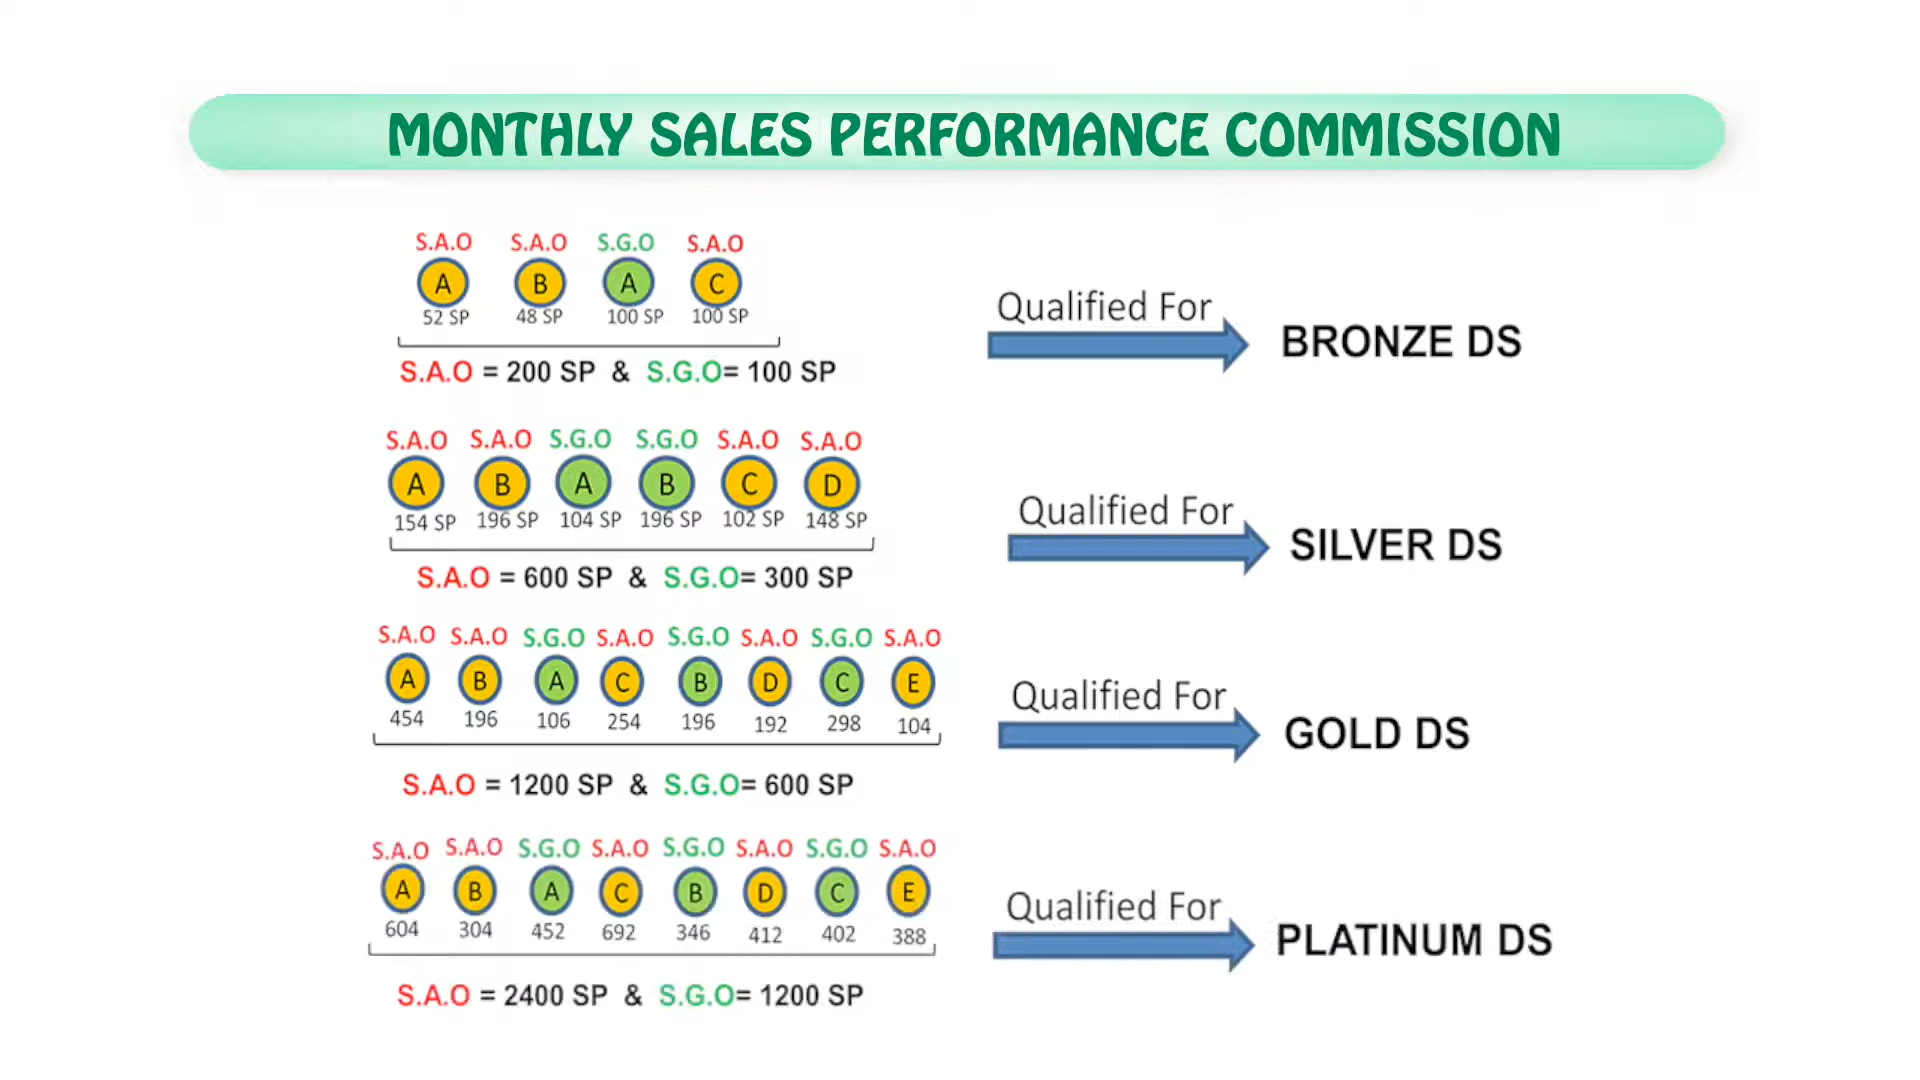 MONTHLY SALES PERFORMANCE COMMISSION
S.A.O S.A.O S.G.O S.A.O
A B A C
52 SP 48 SP 100 SP 100 SP
S.A.O = 200 SP & S.G.O= 100 SP
Qualified For
BRONZE DS
S.A.O S.A.O S.G.O S.G.O S.A.O S.A.O
A B A B C D
154 SP 196 SP 104 SP 196 SP 102 SP 148 SP
S.A.O = 600 SP & S.G.O= 300 SP
Qualified For
SILVER DS
S.A.O S.A.O S.G.O S.A.O S.G.O S.A.O S.G.O S.A.O
A B A C B D C E
454 196 106 254 196 192 298 104
S.A.O = 1200 SP & S.G.O= 600 SP
Qualified For
GOLD DS
S.A.O S.A.O S.G.O S.A.O S.G.O S.A.O S.G.O S.A.O
A B A C B D C E
604 304 452 692 346 412 402 388
S.A.O = 2400 SP & S.G.O= 1200 SP
Qualified For
PLATINUM DS